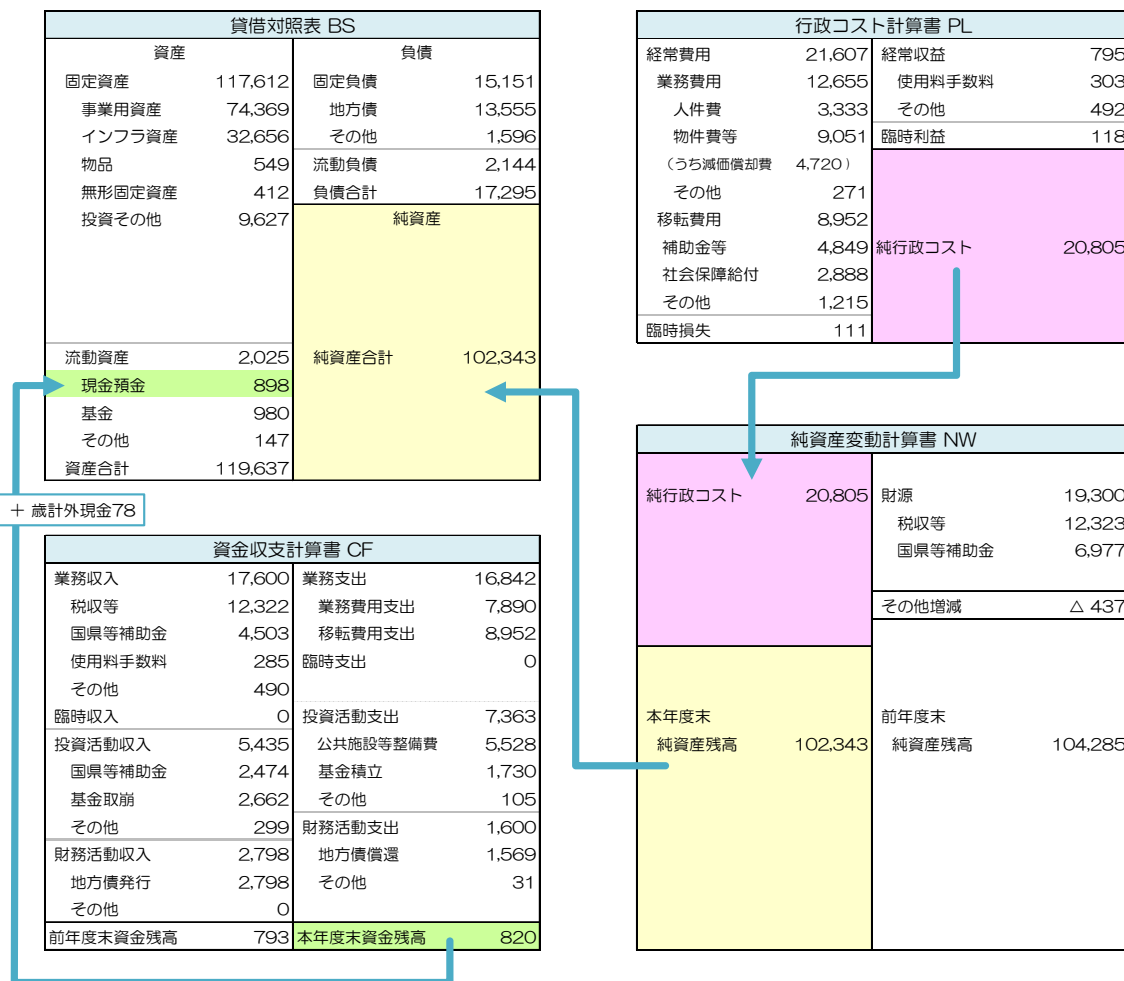 貸借対照表 BS
資産 負債
固定資産 117,612 固定負債 15,151
事業用資産 74,369 地方債 13,555
インフラ資産 32,656 その他 1,596
物品 549 流動負債 2,144
無形固定資産 412 負債合計 17,295
投資その他 9,627 純資産
流動資産 2,025 純資産合計 102,343
現金預金 898
基金 980
その他 147
資産合計 119,637
＋ 歳計外現金78
行政コスト計算書 PL
経常費用 21,607 経常収益 795
業務費用 12,655 使用料手数料 303
人件費 3,333 その他 492
物件費等 9,051 臨時利益 118
（うち減価償却費 4,720）
その他 271
移転費用 8,952
補助金等 4,849 純行政コスト 20,805
社会保障給付 2,888
その他 1,215
臨時損失 111
資金収支計算書 CF
業務収入 17,600 業務支出 16,842
税収等 12,322 業務費用支出 7,890
国県等補助金 4,503 移転費用支出 8,952
使用料手数料 285 臨時支出 0
その他 490
臨時収入 0 投資活動支出 7,363
投資活動収入 5,435 公共施設等整備費 5,528
国県等補助金 2,474 基金積立 1,730
基金取崩 2,662 その他 105
その他 299 財務活動支出 1,600
財務活動収入 2,798 地方債償還 1,569
地方債発行 2,798 その他 31
その他 0
前年度末資金残高 793 本年度末資金残高 820
純資産変動計算書 NW
純行政コスト 20,805 財源 19,300
税収等 12,323
国県等補助金 6,977
その他増減 △ 437
本年度末 前年度末
純資産残高 102,343 純資産残高 104,285